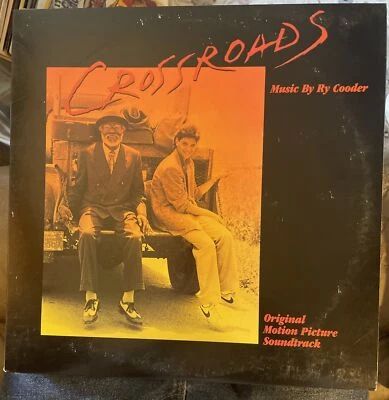 CROSSROADS
Music By Ry Cooder
Original
Motion Picture
Soundtrack